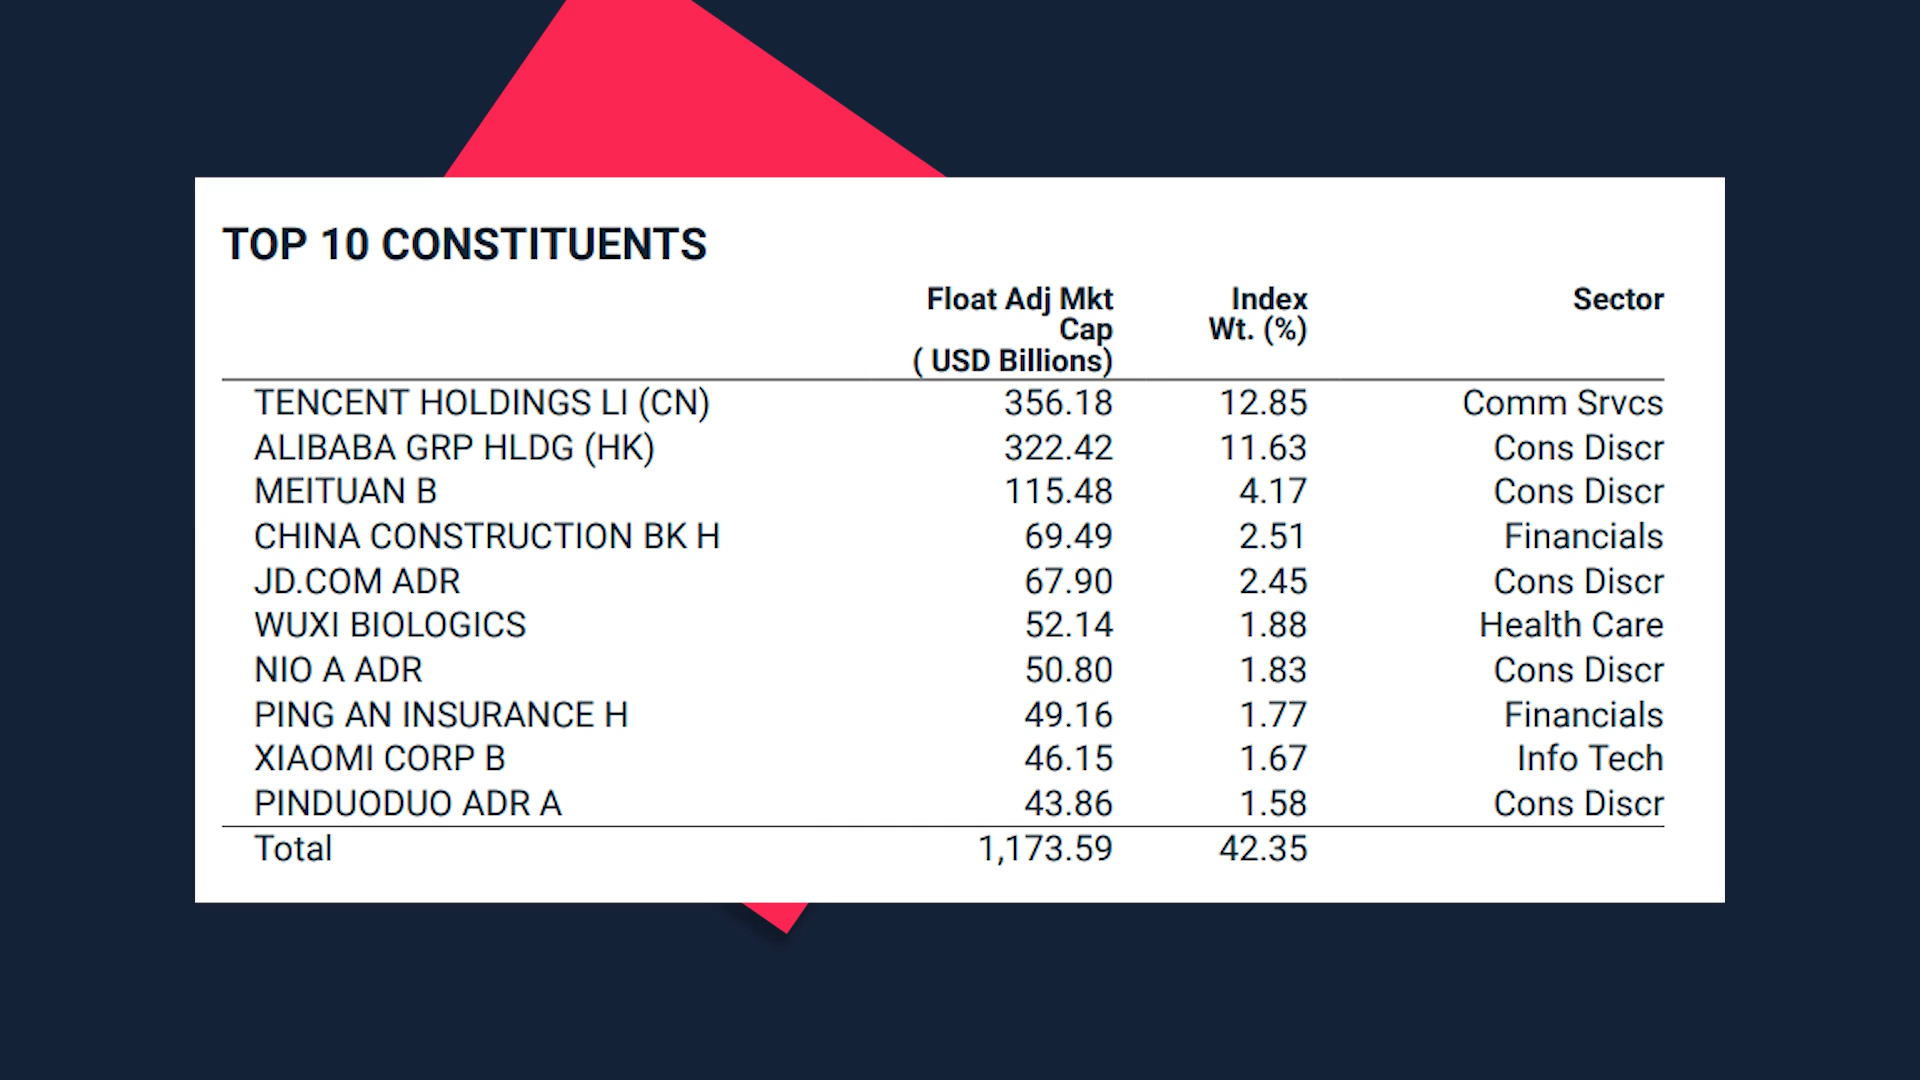 TOP 10 CONSTITUENTS
Float Adj Mkt Index Sector
Cap Wt. (%)
( USD Billions)
TENCENT HOLDINGS LI (CN) 356.18 12.85 Comm Srvcs
ALIBABA GRP HLDG (HK) 322.42 11.63 Cons Discr
MEITUAN B 115.48 4.17 Cons Discr
CHINA CONSTRUCTION BK H 69.49 2.51 Financials
JD.COM ADR 67.90 2.45 Cons Discr
WUXI BIOLOGICS 52.14 1.88 Health Care
NIO A ADR 50.80 1.83 Cons Discr
PING AN INSURANCE H 49.16 1.77 Financials
XIAOMI CORP B 46.15 1.67 Info Tech
PINDUODUO ADR A 43.86 1.58 Cons Discr
Total 1,173.59 42.35